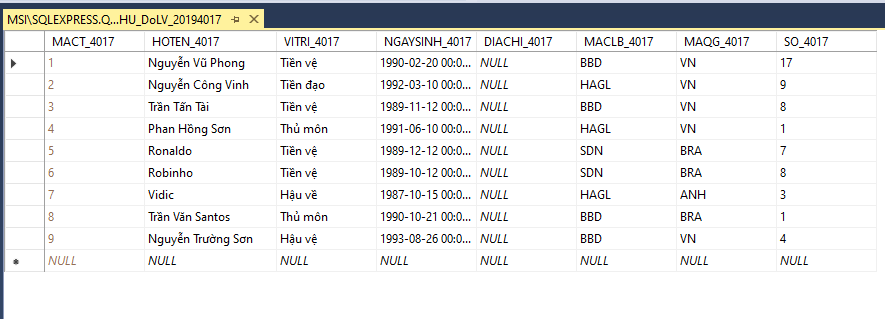 MSI\SQLEXPRESS.Q...HU_DoLV_20194017
MACT_4017 HOTEN_4017 VITRI_4017 NGAYSINH_4017 DIACHI_4017 MACLB_4017 MAQG_4017 SO_4017
1 Nguyễn Vũ Phong Tiền vệ 1990-02-20 00:0... NULL BBD VN 17
2 Nguyễn Công Vinh Tiền đạo 1992-03-10 00:0... NULL HAGL VN 9
3 Trần Tấn Tài Tiền vệ 1989-11-12 00:0... NULL BBD VN 8
4 Phan Hồng Sơn Thủ môn 1991-06-10 00:0... NULL HAGL VN 1
5 Ronaldo Tiền vệ 1989-12-12 00:0... NULL SDN BRA 7
6 Robinho Tiền vệ 1989-10-12 00:0... NULL SDN BRA 8
7 Vidic Hậu về 1987-10-15 00:0... NULL HAGL ANH 3
8 Trần Văn Santos Thủ môn 1990-10-21 00:0... NULL BBD BRA 1
9 Nguyễn Trường Sơn Hậu vệ 1993-08-26 00:0... NULL BBD VN 4
NULL NULL NULL NULL NULL NULL NULL NULL